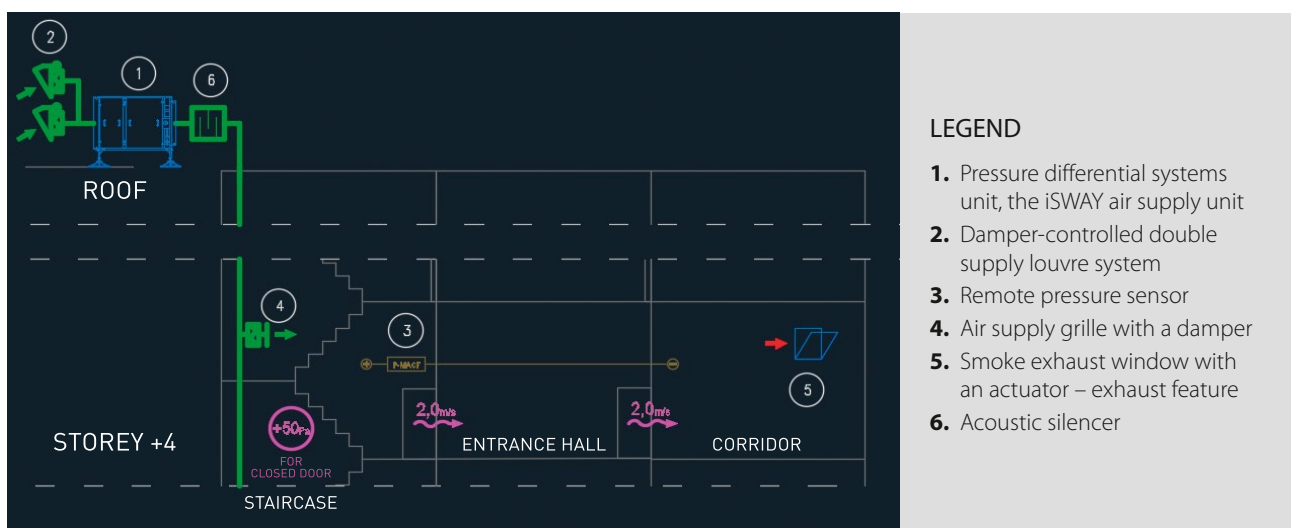 2
1
6
ROOF
4
3
P-MACF
5
+50Pa
2,0m/s
2,0m/s
STOREY +4
ENTRANCE HALL
CORRIDOR
FOR
CLOSED DOOR
STAIRCASE
LEGEND
1. Pressure differential systems
unit, the iSWAY air supply unit
2. Damper-controlled double
supply louvre system
3. Remote pressure sensor
4. Air supply grille with a damper
5. Smoke exhaust window with
an actuator – exhaust feature
6. Acoustic silencer